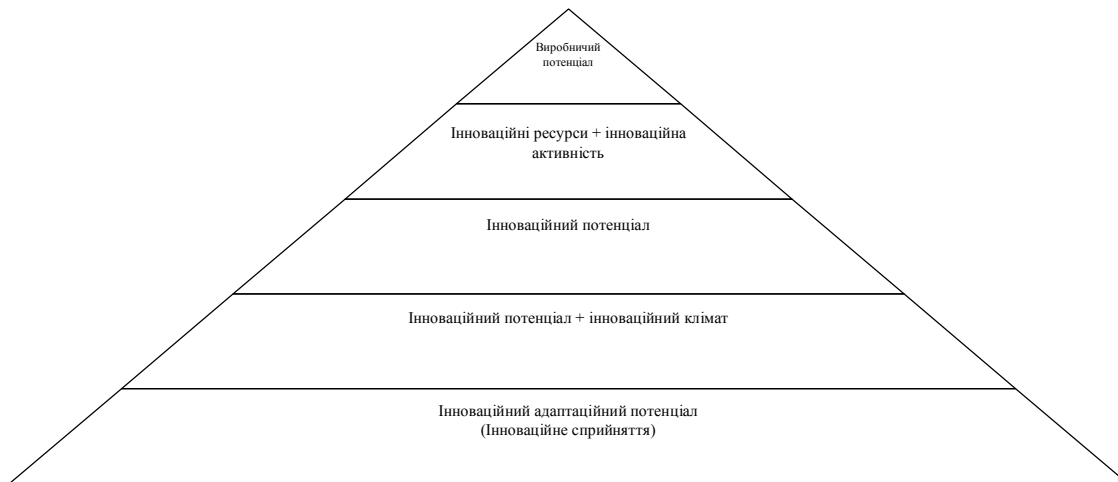 Виробничий
потенціал
Інноваційні ресурси + інноваційна
активність
Інноваційний потенціал
Інноваційний потенціал + інноваційний клімат
Інноваційний адаптаційний потенціал
(Інноваційне сприйняття)